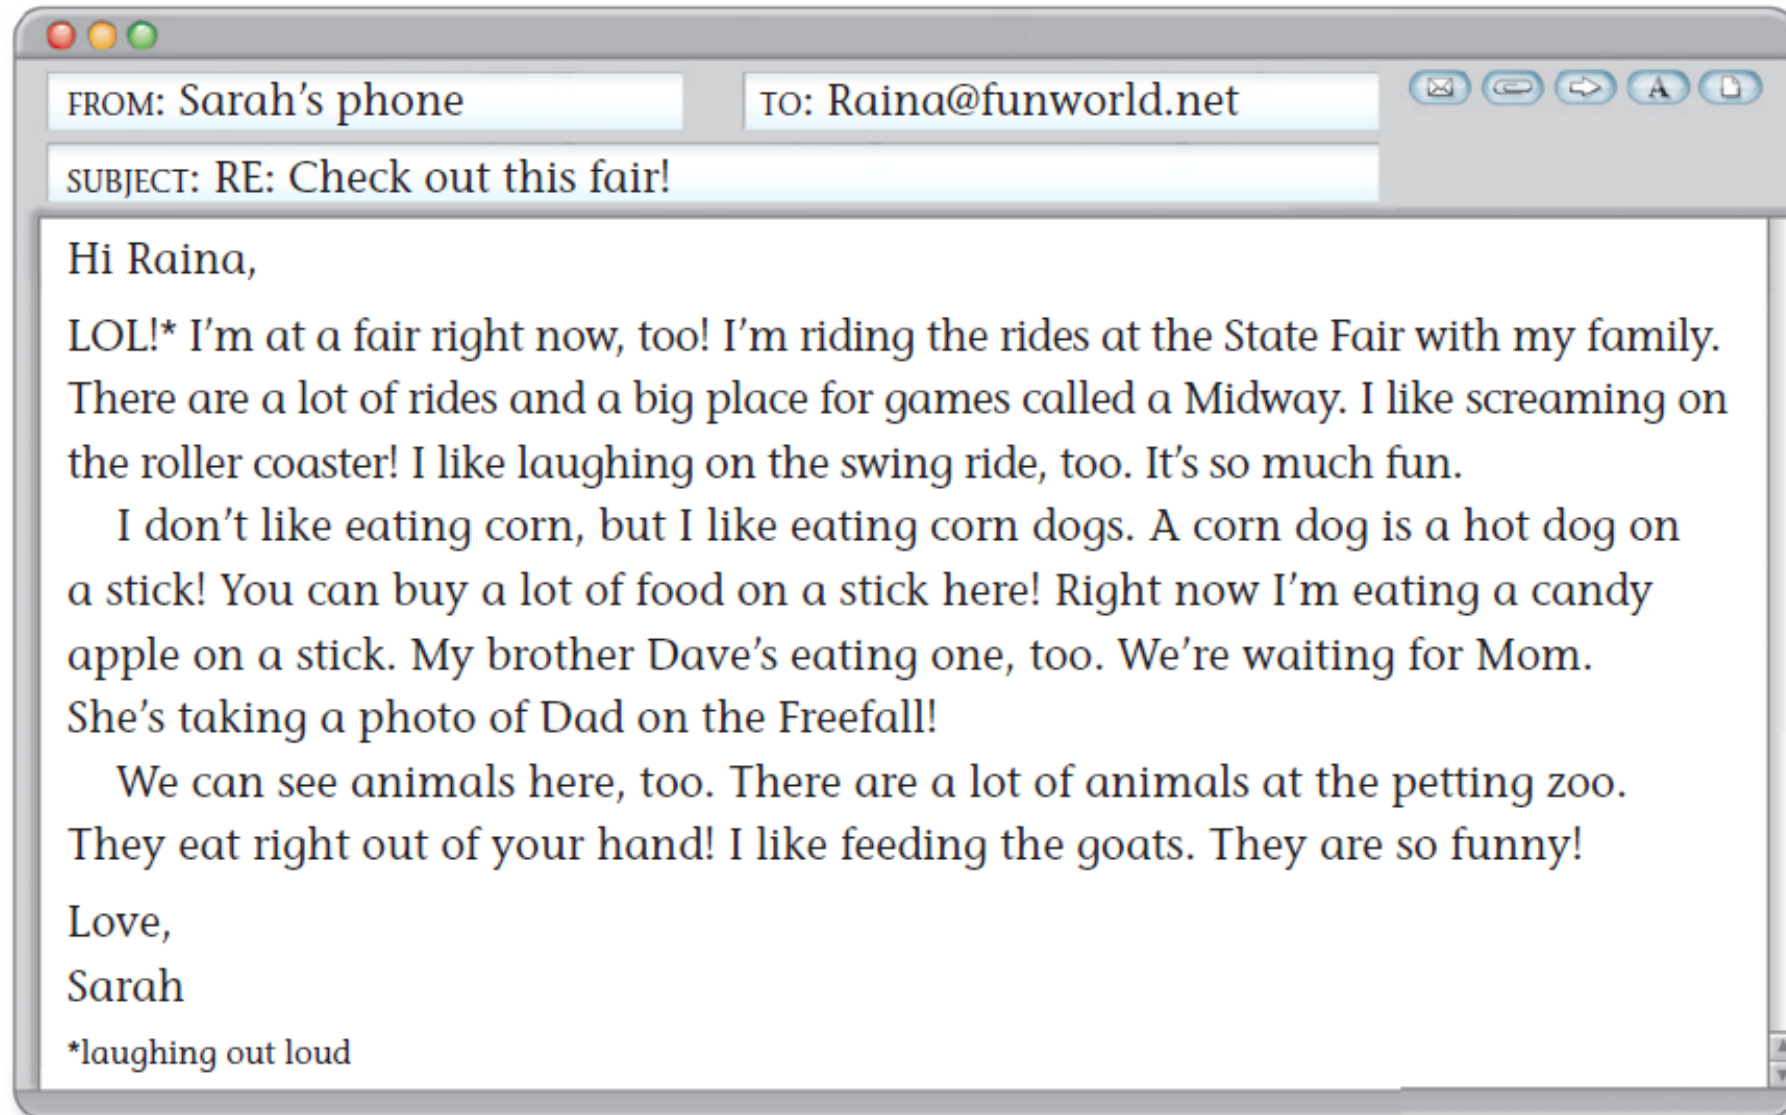 FROM: Sarah's phone
TO: Raina@funworld.net
SUBJECT: RE: Check out this fair!
Hi Raina,
LOL!* I'm at a fair right now, too! I'm riding the rides at the State Fair with my family.
There are a lot of rides and a big place for games called a Midway. I like screaming on
the roller coaster! I like laughing on the swing ride, too. It's so much fun.
I don't like eating corn, but I like eating corn dogs. A corn dog is a hot dog on
a stick! You can buy a lot of food on a stick here! Right now I'm eating a candy
apple on a stick. My brother Dave's eating one, too. We're waiting for Mom.
She's taking a photo of Dad on the Freefall!
We can see animals here, too. There are a lot of animals at the petting zoo.
They eat right out of your hand! I like feeding the goats. They are so funny!
Love,
Sarah
*laughing out loud